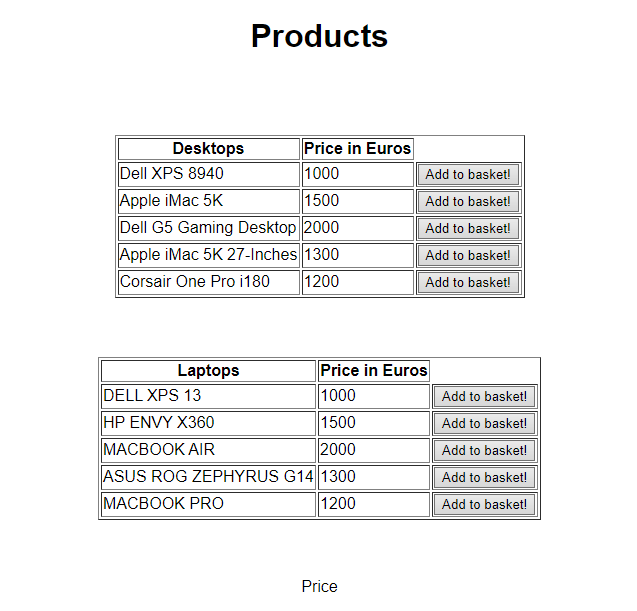 Products
Desktops Price in Euros
Dell XPS 8940 1000 Add to basket!
Apple iMac 5K 1500 Add to basket!
Dell G5 Gaming Desktop 2000 Add to basket!
Apple iMac 5K 27-Inches 1300 Add to basket!
Corsair One Pro i180 1200 Add to basket!
Laptops Price in Euros
DELL XPS 13 1000 Add to basket!
HP ENVY X360 1500 Add to basket!
MACBOOK AIR 2000 Add to basket!
ASUS ROG ZEPHYRUS G14 1300 Add to basket!
MACBOOK PRO 1200 Add to basket!
Price